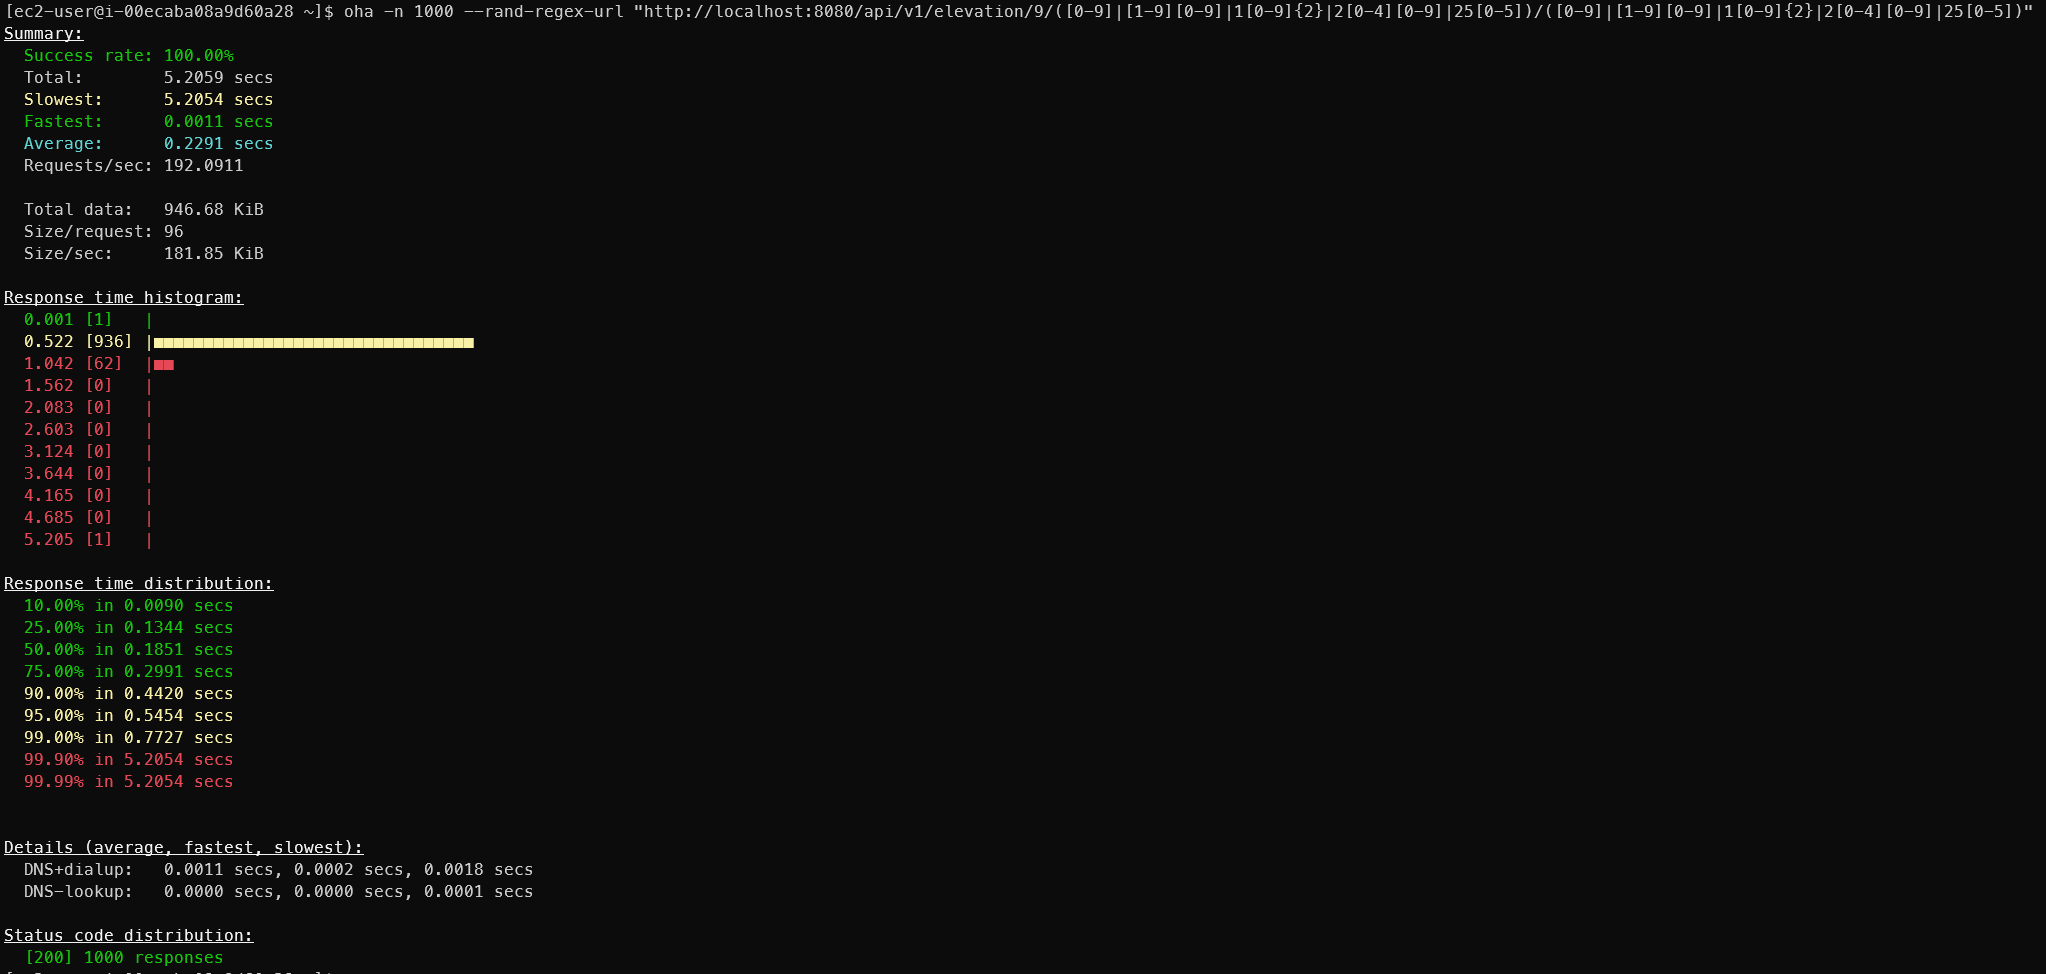 [ec2-user@i-00ecaba08a9d60a28 ~]$ oha -n 1000 --rand-regex-url "http://localhost:8080/api/v1/elevation/9/([0-9]|[1-9][0-9]|1[0-9]{2}|2[0-4][0-9]|25[0-5])/([0-9]|[1-9][0-9]|1[0-9]{2}|2[0-4][0-9]|25[0-5])"
Summary:
Success rate: 100.00%
Total: 5.2059 secs
Slowest: 5.2054 secs
Fastest: 0.0011 secs
Average: 0.2291 secs
Requests/sec: 192.0911
Total data: 946.68 KiB
Size/request: 96
Size/sec: 181.85 KiB
Response time histogram:
0.001 [1] |
0.522 [936] |■■■■■■■■■■■■■■■■■■■■■■■■■■■■■■■■
1.042 [62] |■■
1.562 [0] |
2.083 [0] |
2.603 [0] |
3.124 [0] |
3.644 [0] |
4.165 [0] |
4.685 [0] |
5.205 [1] |
Response time distribution:
10.00% in 0.0090 secs
25.00% in 0.1344 secs
50.00% in 0.1851 secs
75.00% in 0.2991 secs
90.00% in 0.4420 secs
95.00% in 0.5454 secs
99.00% in 0.7727 secs
99.90% in 5.2054 secs
99.99% in 5.2054 secs
Details (average, fastest, slowest):
DNS+dialup: 0.0011 secs, 0.0002 secs, 0.0018 secs
DNS-lookup: 0.0000 secs, 0.0000 secs, 0.0001 secs
Status code distribution:
[200] 1000 responses